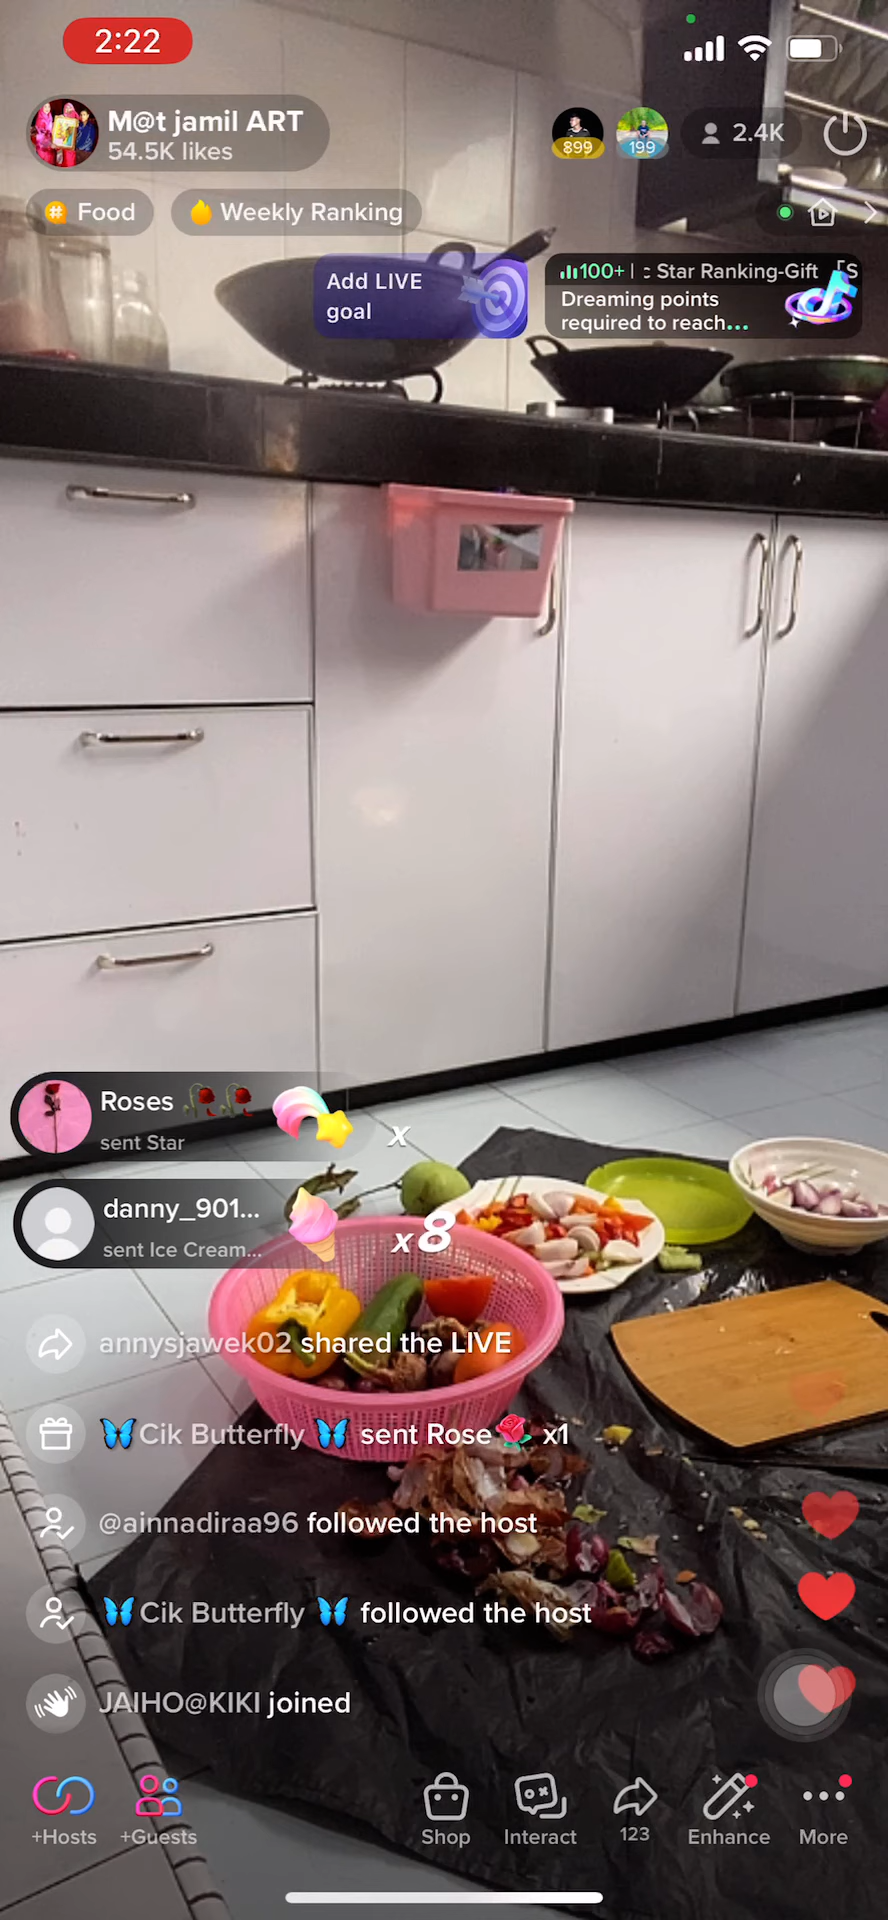 2:22
M@t jamil ART
54.5K likes
899
199
2.4K
Food
Weekly Ranking
Add LIVE
goal
100+ | : Star Ranking-Gift
Dreaming points
required to reach...
Roses 🥀🥀
sent Star
x
danny_901...
sent Ice Cream...
x8
annysjawek02 shared the LIVE
🦋Cik Butterfly 🦋 sent Rose🌹 x1
@ainnadiraa96 followed the host
🦋Cik Butterfly 🦋 followed the host
JAIHO@KIKI joined
+Hosts
+Guests
Shop
Interact
123
Enhance
More